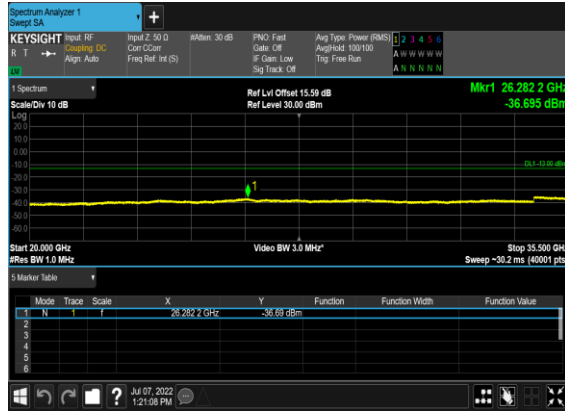 Spectrum Analyzer 1
Swept SA
+
KEYSIGHT Input: RF Input Z: 50 Ω #Atten: 30 dB PNO: Fast Avg Type: Power (RMS) 1 2 3 4 5 6
R T Coupling: DC Corr CCorr Gate: Off Avg|Hold: 100/100 A W W W W W
Align: Auto Freq Ref: Int (S) IF Gain: Low Trig: Free Run
Sig Track: Off A N N N N N
1 Spectrum Ref Lvl Offset 15.59 dB Mkr1 26.282 2 GHz
Scale/Div 10 dB Ref Level 30.00 dBm -36.695 dBm
Log
20.0
10.0
0.00
-10.0 DL1 -13.00 dBm
-20.0
-30.0 1
-40.0
-50.0
-60.0
Start 20.000 GHz Video BW 3.0 MHz* Stop 35.500 GHz
#Res BW 1.0 MHz Sweep ~30.2 ms (40001 pts)
5 Marker Table
Mode Trace Scale X Y Function Function Width Function Value
1 N 1 f 26.282 2 GHz -36.69 dBm
2
3
4
5
6
? Jul 07, 2022
1:21:08 PM